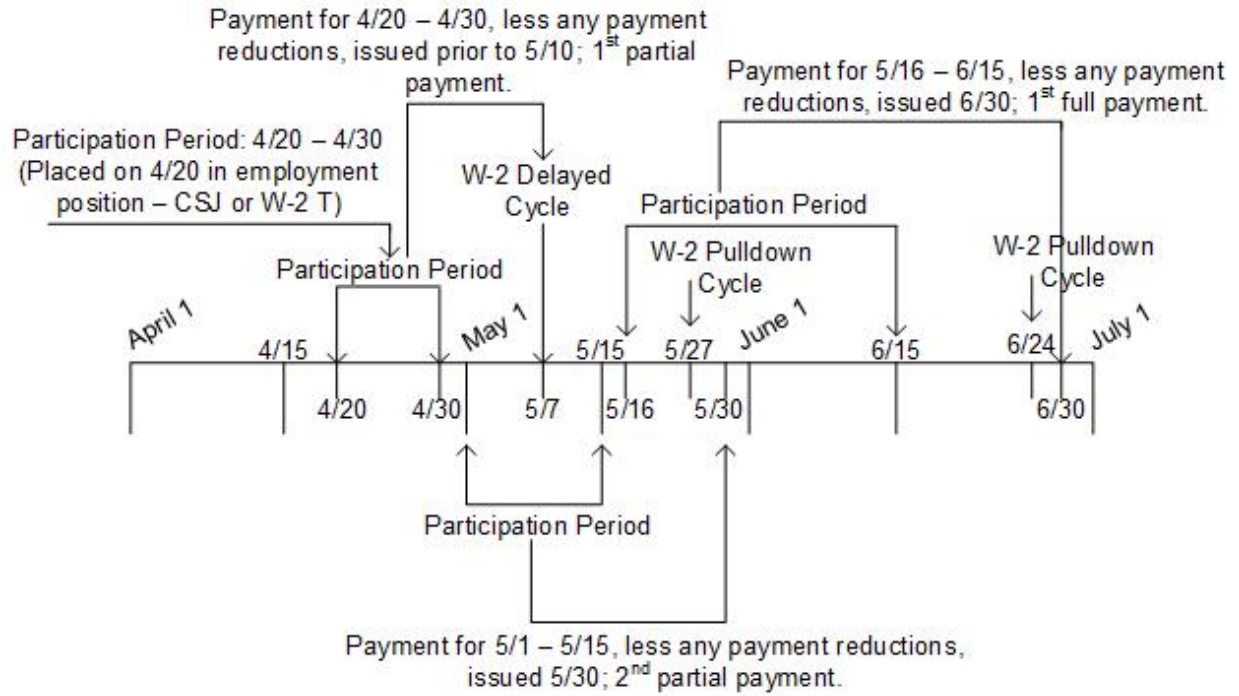 Payment for 4/20 – 4/30, less any payment
reductions, issued prior to 5/10; 1st partial
payment.
Payment for 5/16 – 6/15, less any payment
reductions, issued 6/30; 1st full payment.
Participation Period: 4/20 – 4/30
(Placed on 4/20 in employment
position – CSJ or W-2 T)
W-2 Delayed
Cycle
Participation Period
W-2 Pulldown
Cycle
W-2 Pulldown
Cycle
Participation Period
April 1
May 1
June 1
July 1
4/15
5/15
5/27
6/15
6/24
4/20
4/30
5/7
5/16
5/30
6/30
Participation Period
Payment for 5/1 – 5/15, less any payment reductions,
issued 5/30; 2nd partial payment.